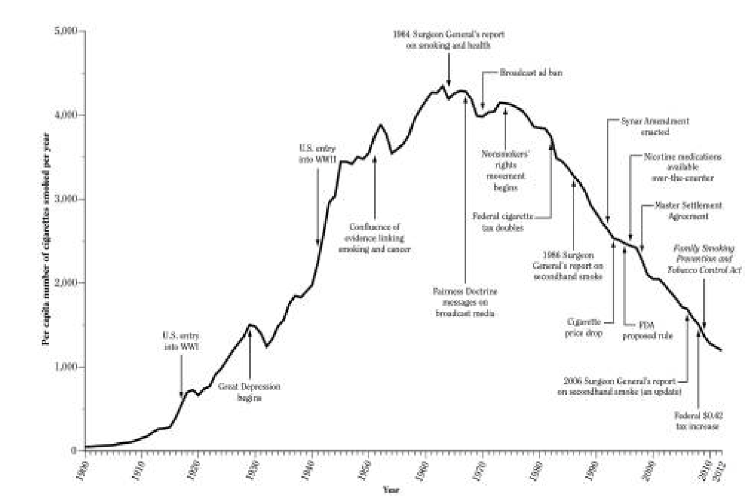 5,000
4,000
3,000
2,000
1,000
0
Per capita number of cigarettes smoked per year
1964 Surgeon General's report
on smoking and health
Broadcast ad ban
U.S. entry
into WWII
Nonsmokers'
rights
movement
begins
Synar Amendment
enacted
Nicotine medications
available
over-the-counter
Master Settlement
Agreement
Family Smoking
Prevention and
Tobacco Control Act
Confluence of
evidence linking
smoking and cancer
Federal cigarette
tax doubles
1986 Surgeon
General's report on
secondhand smoke
Fairness Doctrine
messages on
broadcast media
U.S. entry
into WWI
Great Depression
begins
Cigarette
price drop
FDA
proposed rule
2006 Surgeon General's report
on secondhand smoke (an update)
Federal $0.62
tax increase
1900
1910
1920
1930
1940
1950
1960
1970
1980
1990
2000
2010
2012
Year